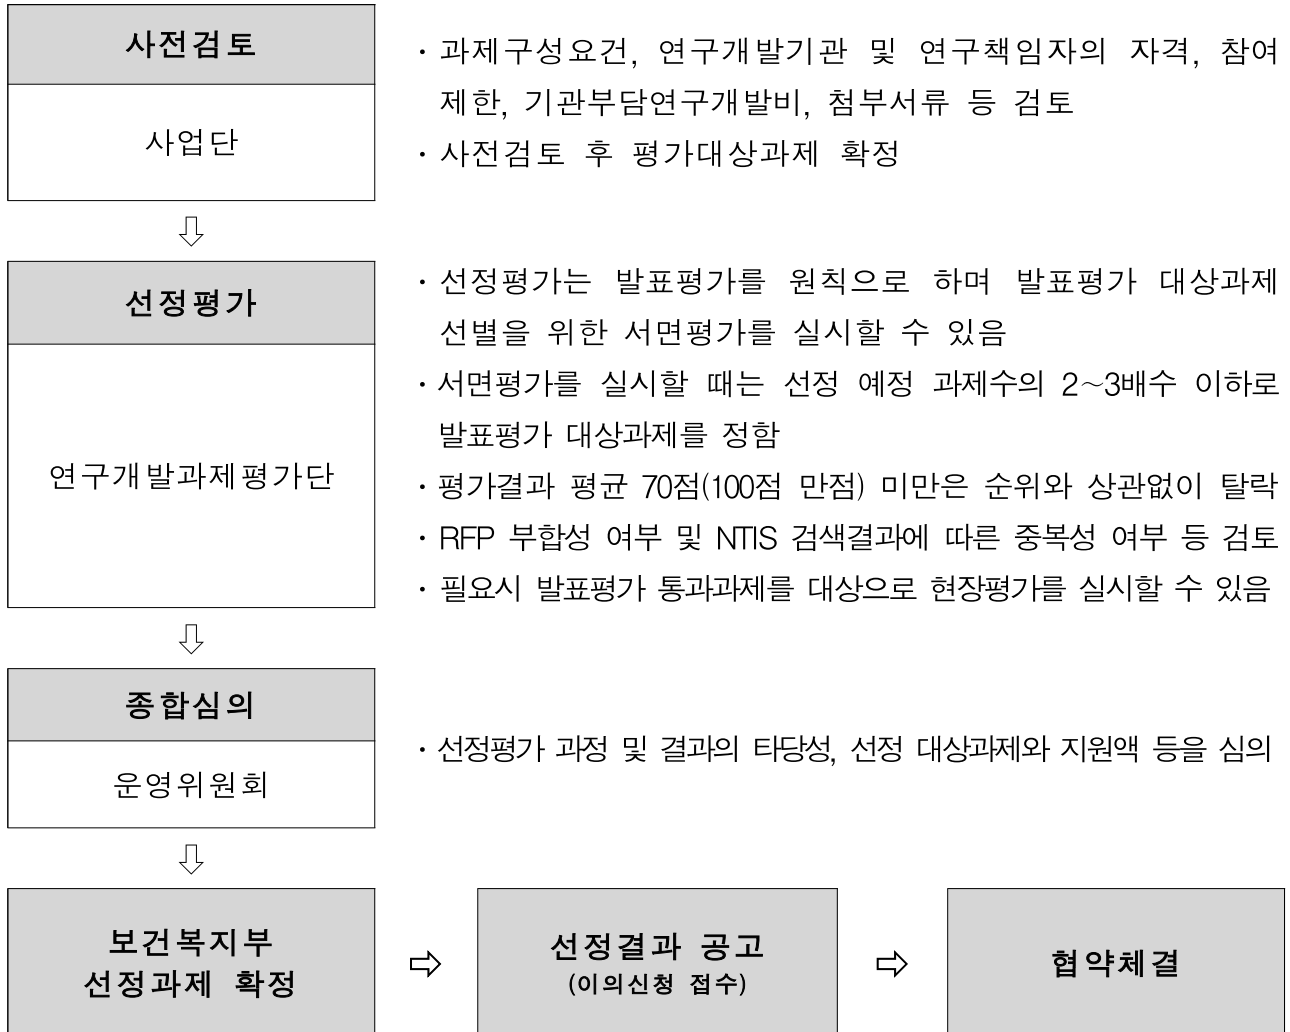 사전검토
사업단
· 과제구성요건, 연구개발기관 및 연구책임자의 자격, 참여
제한, 기관부담연구개발비, 첨부서류 등 검토
· 사전검토 후 평가대상과제 확정
⇩
선정평가
연구개발과제평가단
· 선정평가는 발표평가를 원칙으로 하며 발표평가 대상과제
선별을 위한 서면평가를 실시할 수 있음
· 서면평가를 실시할 때는 선정 예정 과제수의 2~3배수 이하로
발표평가 대상과제를 정함
· 평가결과 평균 70점(100점 만점) 미만은 순위와 상관없이 탈락
· RFP 부합성 여부 및 NTIS 검색결과에 따른 중복성 여부 등 검토
· 필요시 발표평가 통과과제를 대상으로 현장평가를 실시할 수 있음
⇩
종합심의
운영위원회
· 선정평가 과정 및 결과의 타당성, 선정 대상과제와 지원액 등을 심의
⇩
보건복지부
선정과제 확정
⇨
선정결과 공고
(이의신청 접수)
⇨
협약체결